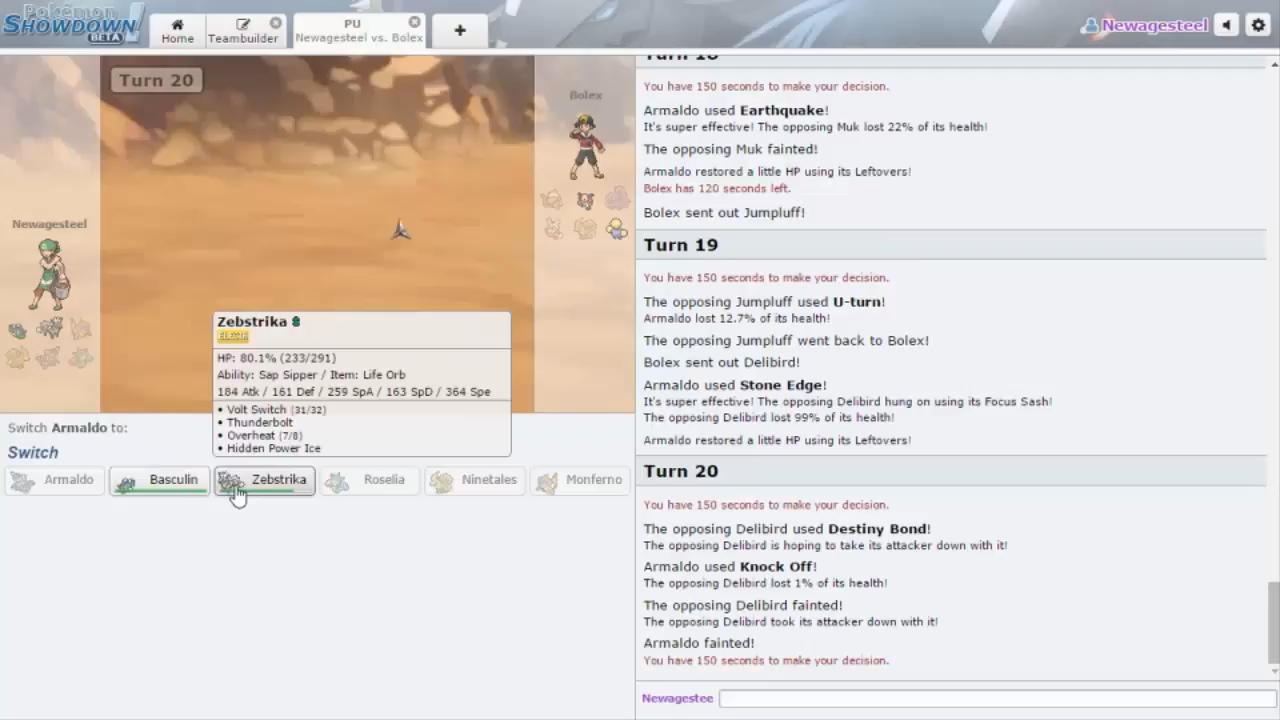 Pokémon
SHOWDOWN
BETA
Home
Teambuilder
PU
Newagesteel vs. Bolex
+
Newagesteel
Turn 20
Bolex
Newagesteel
Zebstrika
ELECTR
HP: 80.1% (233/291)
Ability: Sap Sipper / Item: Life Orb
184 Atk / 161 Def / 259 SpA / 163 SpD / 364 Spe
• Volt Switch (31/32)
• Thunderbolt
• Overheat (7/8)
• Hidden Power Ice
Switch Armaldo to:
Switch
Armaldo
Basculin
Zebstrika
Roselia
Ninetales
Monferno
You have 150 seconds to make your decision.
Armaldo used Earthquake!
It's super effective! The opposing Muk lost 22% of its health!
The opposing Muk fainted!
Armaldo restored a little HP using its Leftovers!
Bolex has 120 seconds left.
Bolex sent out Jumpluff!
Turn 19
You have 150 seconds to make your decision.
The opposing Jumpluff used U-turn!
Armaldo lost 12.7% of its health!
The opposing Jumpluff went back to Bolex!
Bolex sent out Delibird!
Armaldo used Stone Edge!
It's super effective! The opposing Delibird hung on using its Focus Sash!
The opposing Delibird lost 99% of its health!
Armaldo restored a little HP using its Leftovers!
Turn 20
You have 150 seconds to make your decision.
The opposing Delibird used Destiny Bond!
The opposing Delibird is hoping to take its attacker down with it!
Armaldo used Knock Off!
The opposing Delibird lost 1% of its health!
The opposing Delibird fainted!
The opposing Delibird took its attacker down with it!
Armaldo fainted!
You have 150 seconds to make your decision.
Newagestee